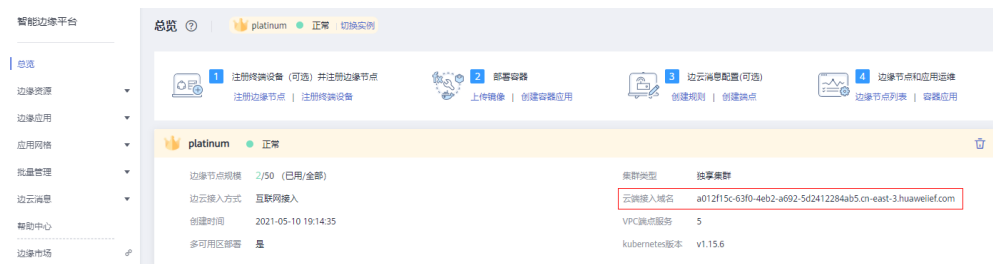 智能边缘平台
总览
边缘资源
边缘应用
应用网格
批量管理
边云消息
帮助中心
边缘市场
总览 platinum 正常 切换实例
1 注册终端设备（可选）并注册边缘节点
注册边缘节点 | 注册终端设备
2 部署容器
上传镜像 | 创建容器应用
3 边云消息配置(可选)
创建规则 | 创建端点
4 边缘节点和应用运维
边缘节点列表 | 容器应用
platinum 正常
边缘节点规模 2/50 （已用/全部）
集群类型 独享集群
边云接入方式 互联网接入
云端接入域名 a012f15c-63f0-4eb2-a692-5d2412284ab5.cn-east-3.huaweiief.com
创建时间 2021-05-10 19:14:35
VPC端点服务 5
多可用区部署 是
kubernetes版本 v1.15.6